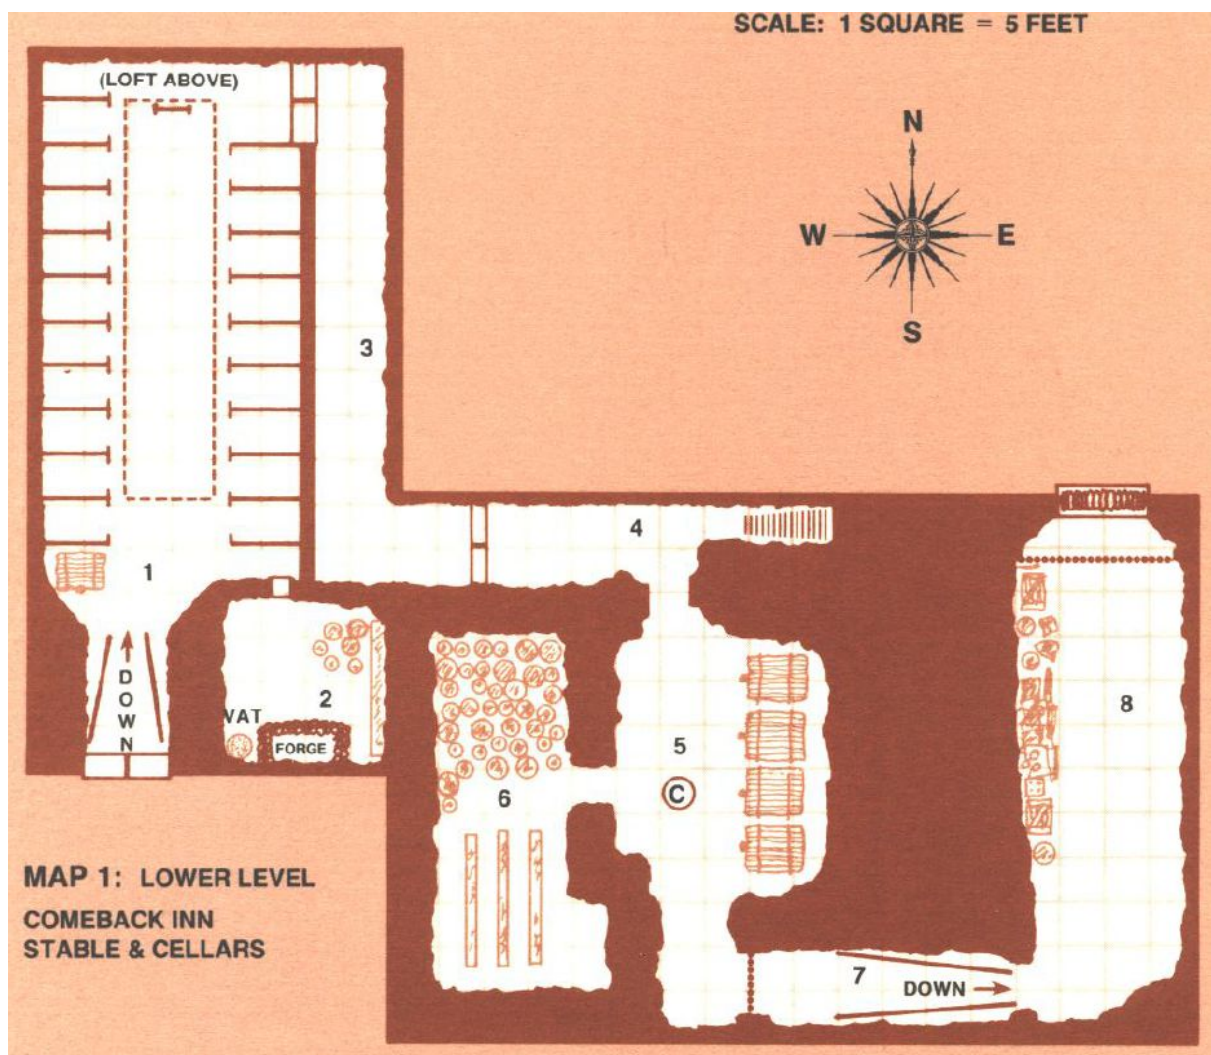 SCALE: 1 SQUARE = 5 FEET
(LOFT ABOVE)
N
W
E
S
3
4
1
DOWN
2
VAT
FORGE
5
C
6
8
7
DOWN
MAP 1: LOWER LEVEL
COMEBACK INN
STABLE & CELLARS